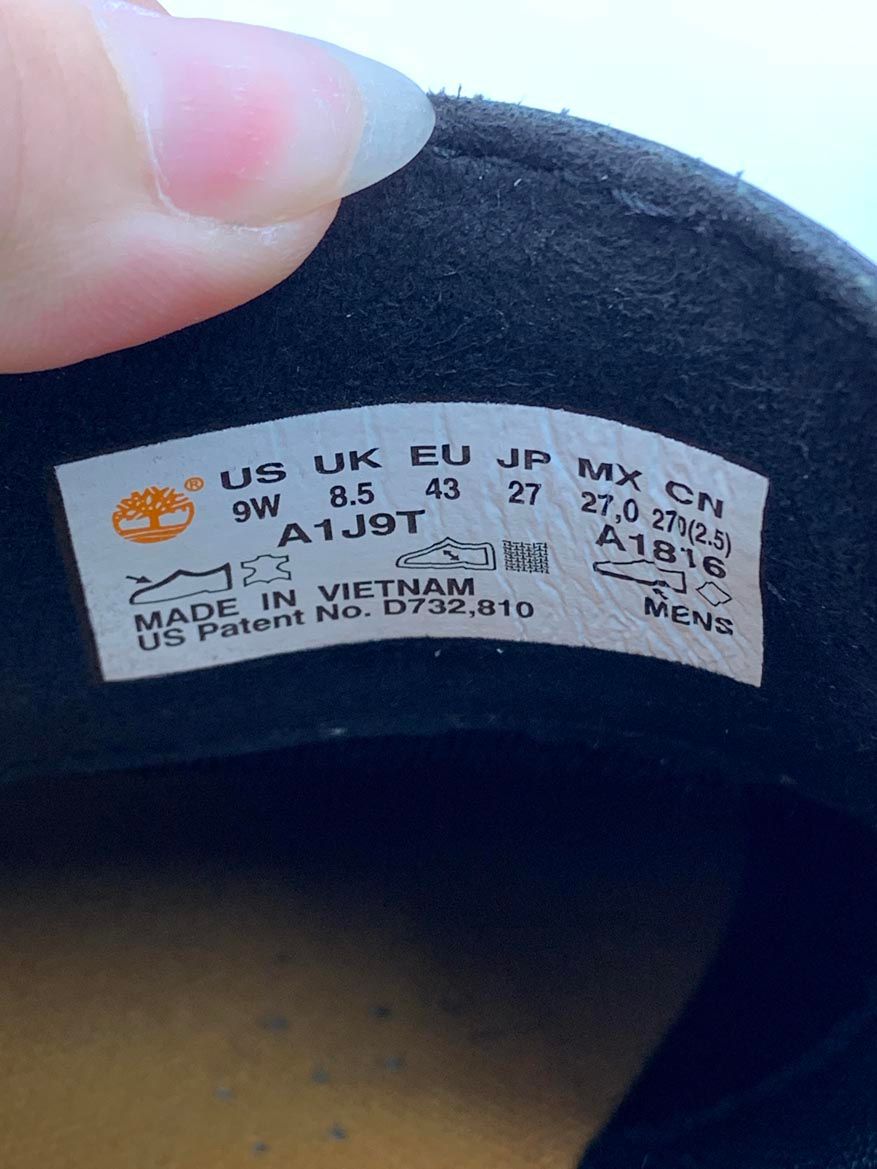 ® US UK EU JP MX CN
9W 8.5 43 27 27,0 270(2.5)
A1J9T A1816
MADE IN VIETNAM MENS
US Patent No. D732,810